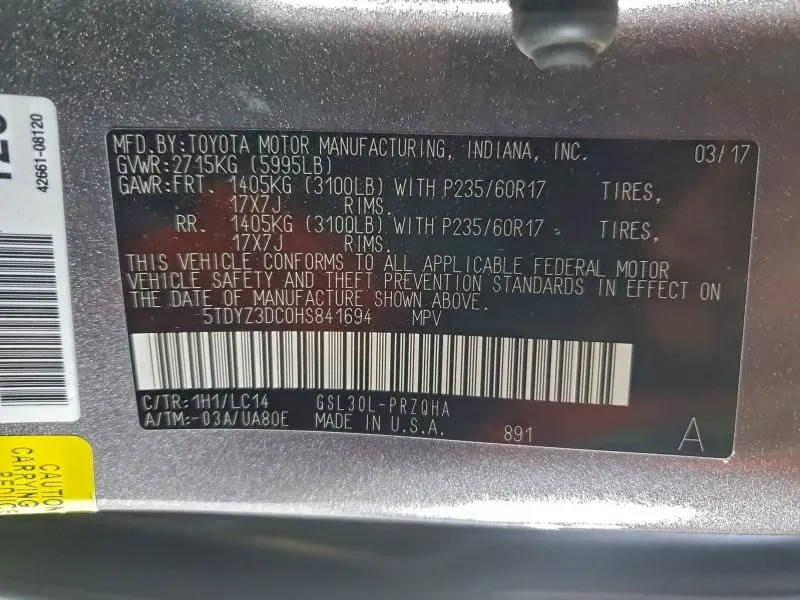 42661-08120
MFD.BY:TOYOTA MOTOR MANUFACTURING, INDIANA, INC. 03/17
GVWR:2715KG (5995LB)
GAWR:FRT 1405KG (3100LB) WITH P235/60R17 TIRES,
17X7J RIMS.
RR. 1405KG (3100LB) WITH P235/60R17 TIRES,
17X7J RIMS.
THIS VEHICLE CONFORMS TO ALL APPLICABLE FEDERAL MOTOR
VEHICLE SAFETY AND THEFT PREVENTION STANDARDS IN EFFECT ON
THE DATE OF MANUFACTURE SHOWN ABOVE.
5TDYZ3DC0HS841694 MPV
C/TR:1H1/LC14 GSL30L-PRZQHA
A/TM:-03A/UA80E MADE IN U.S.A. 891 A
CAUTION
CARRYING